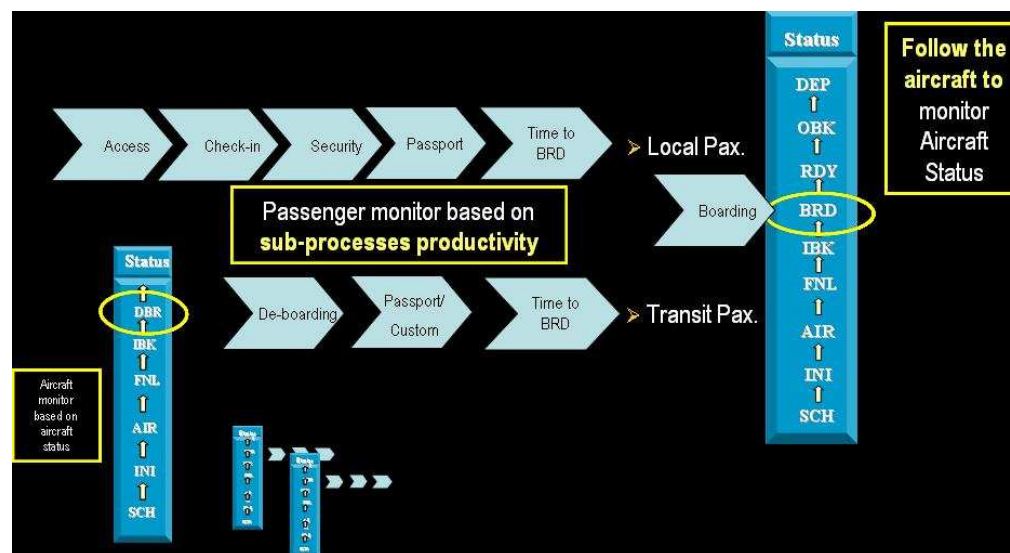 Status
DEP
OBK
RDY
BRD
IBK
FNL
AIR
INI
SCH
Follow the
aircraft to
monitor
Aircraft
Status
Access
Check-in
Security
Passport
Time to
BRD
Local Pax.
Boarding
Passenger monitor based on
sub-processes productivity
De-boarding
Passport/
Custom
Time to
BRD
Transit Pax.
Status
DBR
IBK
FNL
AIR
INI
SCH
Aircraft
monitor
based on
aircraft
status